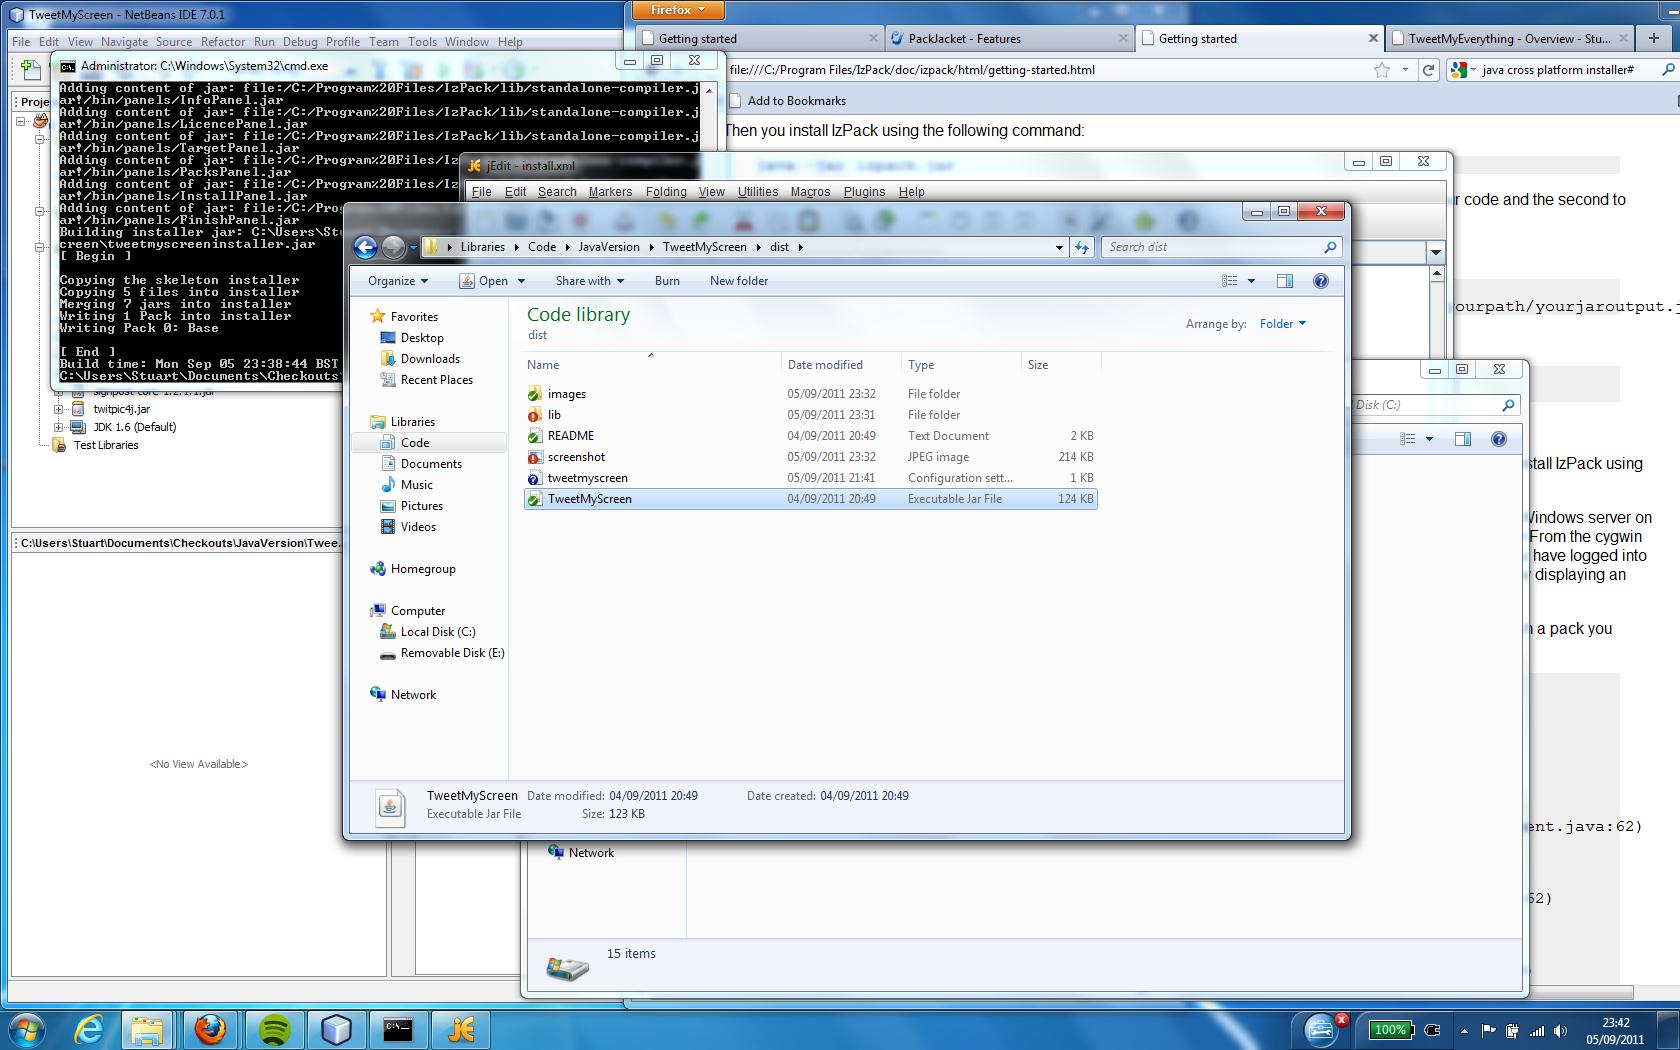 TweetMyScreen - NetBeans IDE 7.0.1
File Edit View Navigate Source Refactor Run Debug Profile Team Tools Window Help
Administrator: C:\Windows\System32\cmd.exe
Adding content of jar: file:/C:/Program%20Files/IzPack/lib/standalone-compiler.j
ar!/bin/panels/InfoPanel.jar
Adding content of jar: file:/C:/Program%20Files/IzPack/lib/standalone-compiler.j
ar!/bin/panels/LicencePanel.jar
Adding content of jar: file:/C:/Program%20Files/IzPack/lib/standalone-compiler.j
ar!/bin/panels/TargetPanel.jar
Adding content of jar: file:/C:/Program%20Files/Iz
ar!/bin/panels/PacksPanel.jar
Adding content of jar: file:/C:/Program%20Files/Iz
ar!/bin/panels/InstallPanel.jar
Adding content of jar: file:/C:/Pro
ar!/bin/panels/FinishPanel.jar
Building installer jar: C:\Users\Stu
creen\tweetmyscreeninstaller.jar
[ Begin ]
Copying the skeleton installer
Copying 5 files into installer
Merging 7 jars into installer
Writing 1 Pack into installer
Writing Pack 0: Base
[ End ]
Build time: Mon Sep 05 23:38:44 BST
C:\Users\Stuart\Documents\Checkouts\
Proje
signpost-core-1.2.1.1.jar
twitpic4j.jar
JDK 1.6 (Default)
Test Libraries
C:\Users\Stuart\Documents\Checkouts\JavaVersion\Twee...
<No View Available>
Firefox
Getting started
PackJacket - Features
Getting started
TweetMyEverything - Overview - Stu...
file:///C:/Program Files/IzPack/doc/izpack/html/getting-started.html
java cross platform installer#
Add to Bookmarks
Then you install IzPack using the following command:
java -jar izpack.jar
r code and the second to
ourpath/yourjaroutput.j
stall IzPack using
Windows server on
From the cygwin
have logged into
displaying an
a pack you
ent.java:62)
62)
jEdit - install.xml
File Edit Search Markers Folding View Utilities Macros Plugins Help
Libraries Code JavaVersion TweetMyScreen dist
Search dist
Organize Open Share with Burn New folder
Favorites
Desktop
Downloads
Recent Places
Libraries
Code
Documents
Music
Pictures
Videos
Homegroup
Computer
Local Disk (C:)
Removable Disk (E:)
Network
Code library
dist
Arrange by: Folder
Name Date modified Type Size
images 05/09/2011 23:32 File folder
lib 05/09/2011 23:31 File folder
README 04/09/2011 20:49 Text Document 2 KB
screenshot 05/09/2011 23:32 JPEG image 214 KB
tweetmyscreen 05/09/2011 21:41 Configuration sett... 1 KB
TweetMyScreen 04/09/2011 20:49 Executable Jar File 124 KB
TweetMyScreen Date modified: 04/09/2011 20:49 Date created: 04/09/2011 20:49
Executable Jar File Size: 123 KB
Disk (C:)
Network
15 items
100%
23:42
05/09/2011